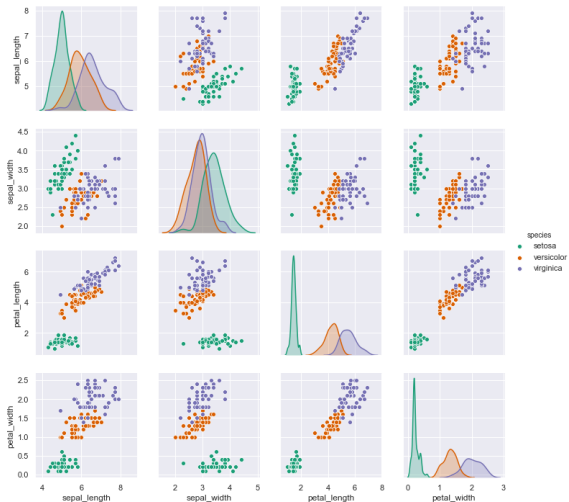 8
7
6
5
sepal_length
4.5
4.0
3.5
3.0
2.5
2.0
sepal_width
6
4
2
petal_length
2.5
2.0
1.5
1.0
0.5
0.0
petal_width
4 6 8
sepal_length
2 3 4 5
sepal_width
2 4 6 8
petal_length
0 1 2 3
petal_width
species
setosa
versicolor
virginica